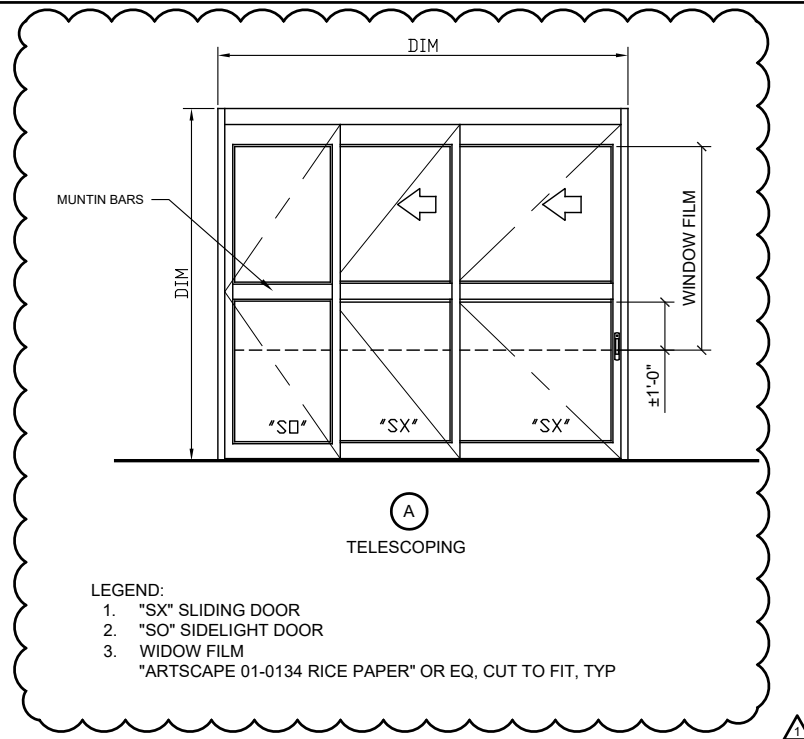 DIM
MUNTIN BARS
DIM
WINDOW FILM
±1'-0"
"SO"
"SX"
"SX"
A
TELESCOPING
LEGEND:
1. "SX" SLIDING DOOR
2. "SO" SIDELIGHT DOOR
3. WIDOW FILM
"ARTSCAPE 01-0134 RICE PAPER" OR EQ, CUT TO FIT, TYP
1